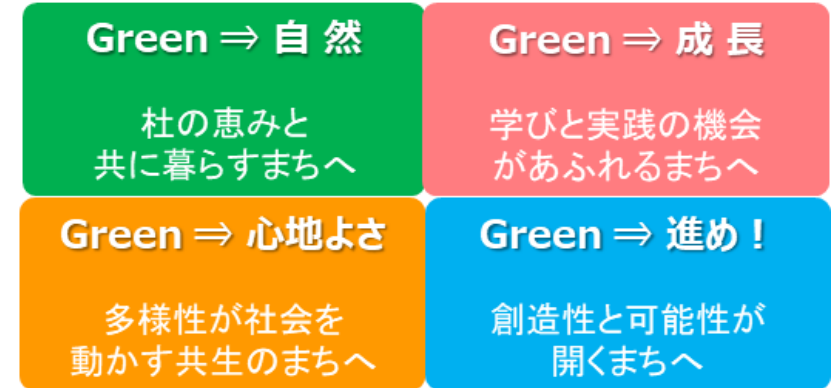 Green ⇒ 自 然
杜の恵みと
共に暮らすまちへ
Green ⇒ 成 長
学びと実践の機会
があふれるまちへ
Green ⇒ 心地よさ
多様性が社会を
動かす共生のまちへ
Green ⇒ 進め！
創造性と可能性が
開くまちへ